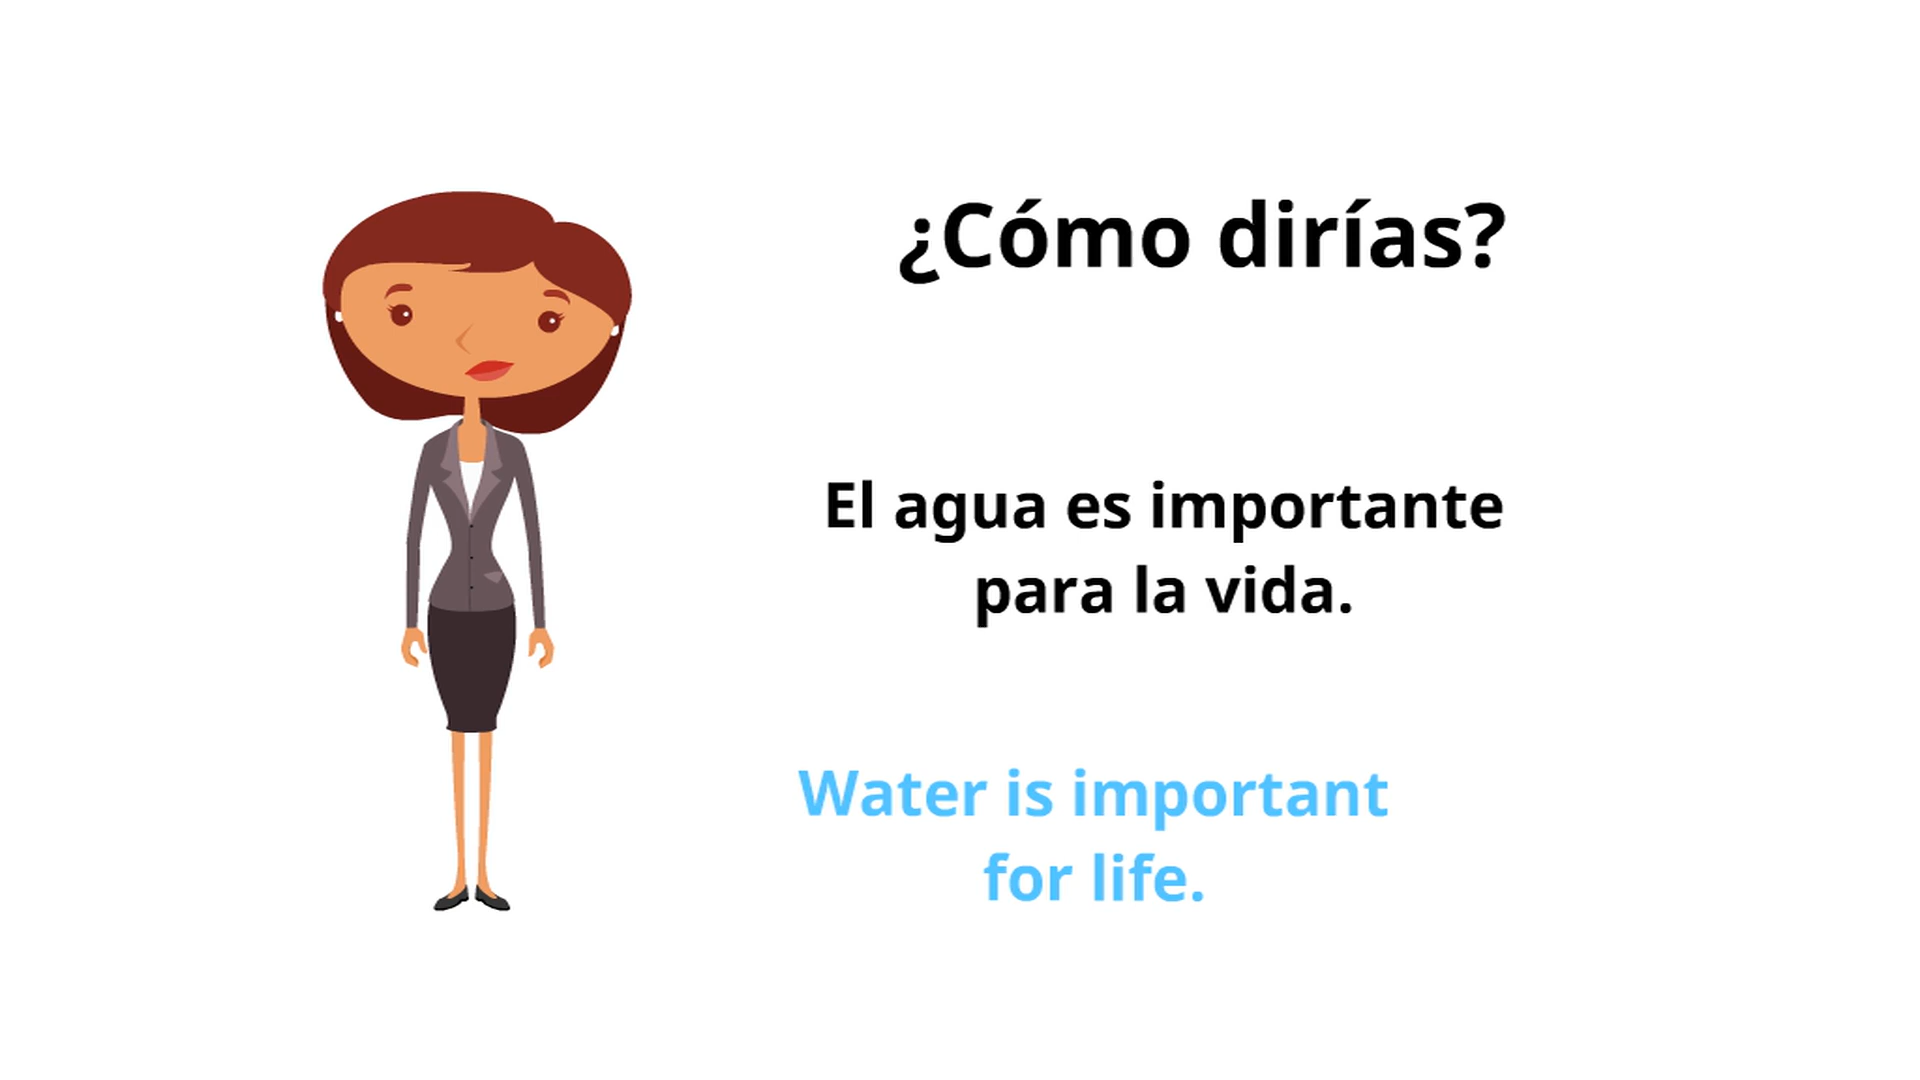 ¿Cómo dirías?
El agua es importante
para la vida.
Water is important
for life.